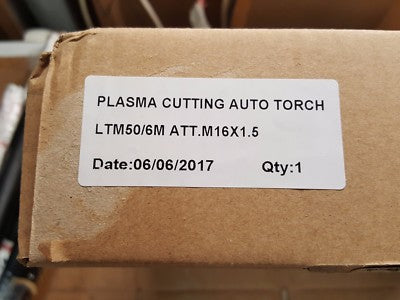 PLASMA CUTTING AUTO TORCH
LTM50/6M ATT.M16X1.5
Date:06/06/2017 Qty:1